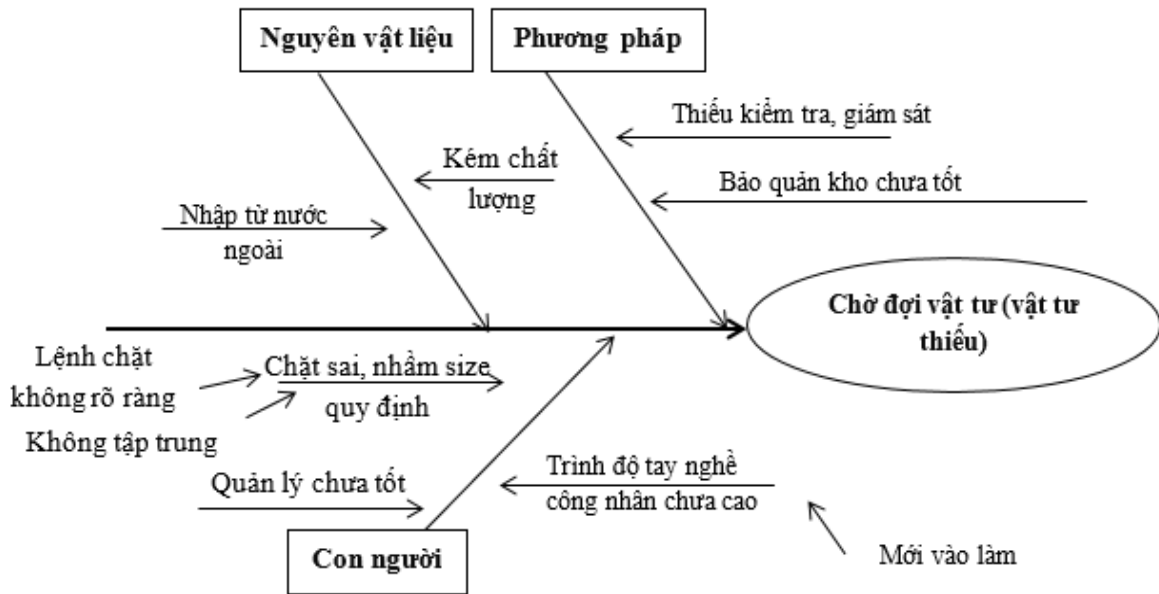 Nguyên vật liệu
Phương pháp
Thiếu kiểm tra, giám sát
Kém chất
lượng
Bảo quản kho chưa tốt
Nhập từ nước
ngoài
Chờ đợi vật tư (vật tư
thiếu)
Lệnh chặt
không rõ ràng
Chặt sai, nhầm size
quy định
Không tập trung
Quản lý chưa tốt
Trình độ tay nghề
công nhân chưa cao
Con người
Mới vào làm